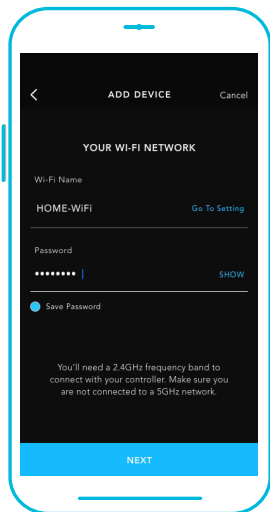 ADD DEVICE Cancel
YOUR WI-FI NETWORK
Wi-Fi Name
HOME-WiFi Go To Setting
Password
•••••••• SHOW
Save Password
You'll need a 2.4GHz frequency band to
connect with your controller. Make sure you
are not connected to a 5GHz network.
NEXT